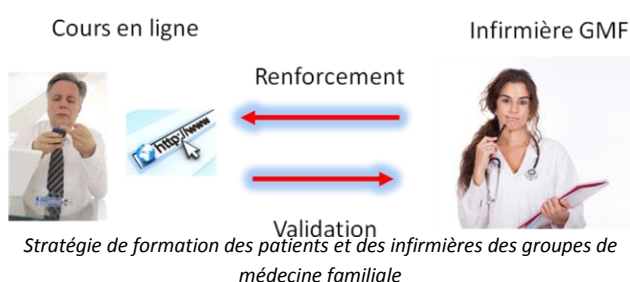 Cours en ligne
Infirmière GMF
Renforcement
http://www
Validation
Stratégie de formation des patients et des infirmières des groupes de
médecine familiale